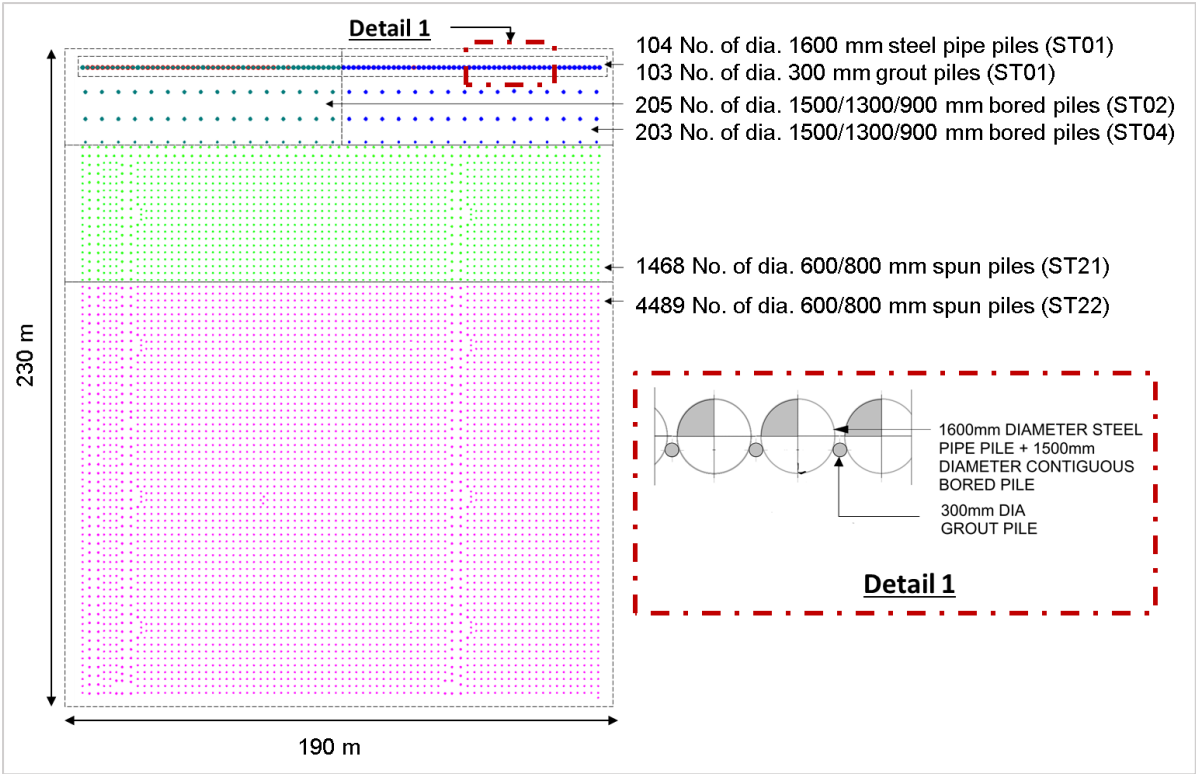 Detail 1
104 No. of dia. 1600 mm steel pipe piles (ST01)
103 No. of dia. 300 mm grout piles (ST01)
205 No. of dia. 1500/1300/900 mm bored piles (ST02)
203 No. of dia. 1500/1300/900 mm bored piles (ST04)
1468 No. of dia. 600/800 mm spun piles (ST21)
4489 No. of dia. 600/800 mm spun piles (ST22)
230 m
190 m
1600mm DIAMETER STEEL
PIPE PILE + 1500mm
DIAMETER CONTIGUOUS
BORED PILE
300mm DIA
GROUT PILE
Detail 1